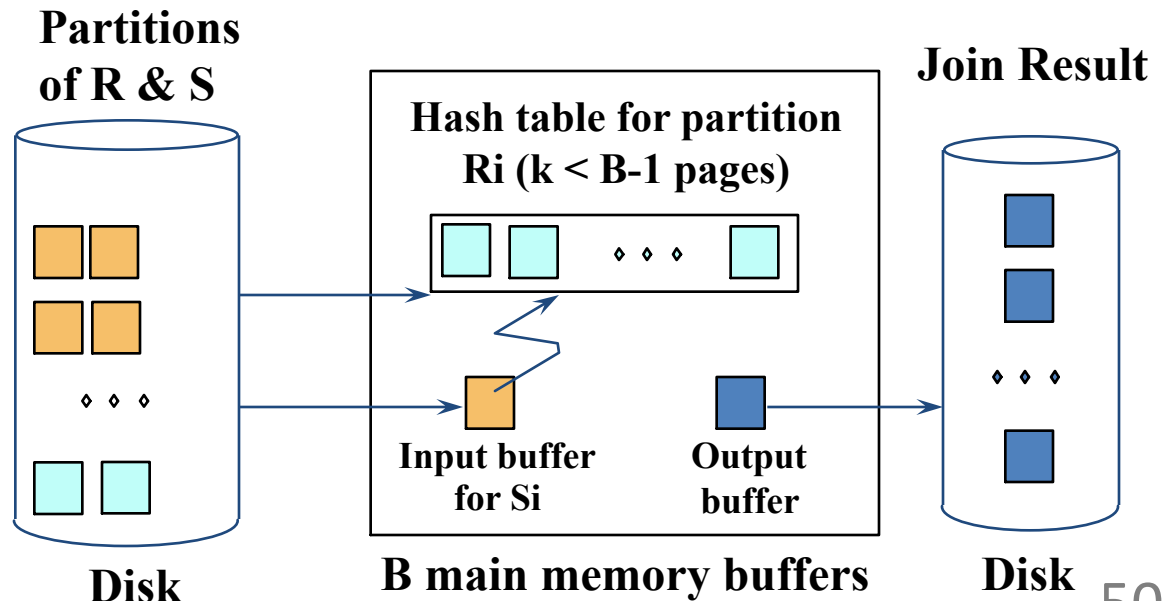 Partitions
of R & S
Join Result
Hash table for partition
Ri (k < B-1 pages)
Input buffer
for Si
Output
buffer
Disk
B main memory buffers
Disk
50